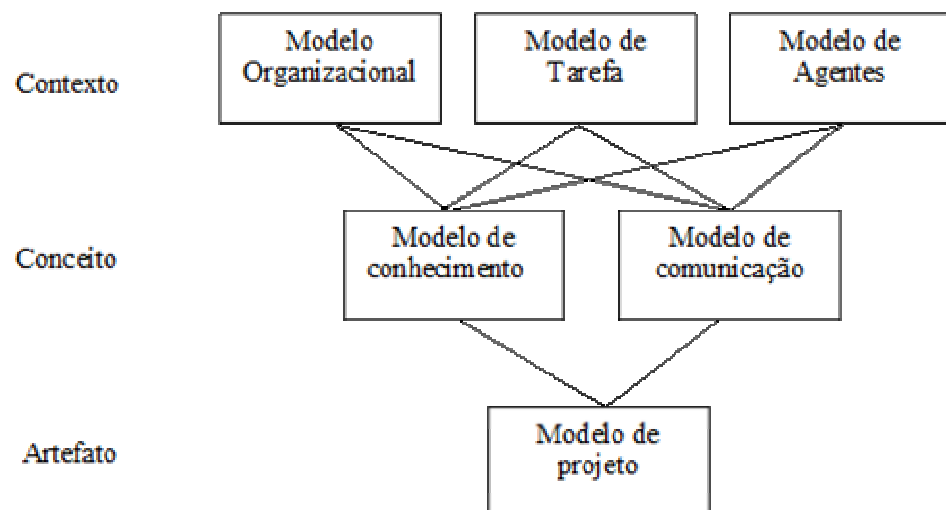 Contexto
Modelo
Organizacional
Modelo de
Tarefa
Modelo de
Agentes
Conceito
Modelo de
conhecimento
Modelo de
comunicação
Artefato
Modelo de
projeto